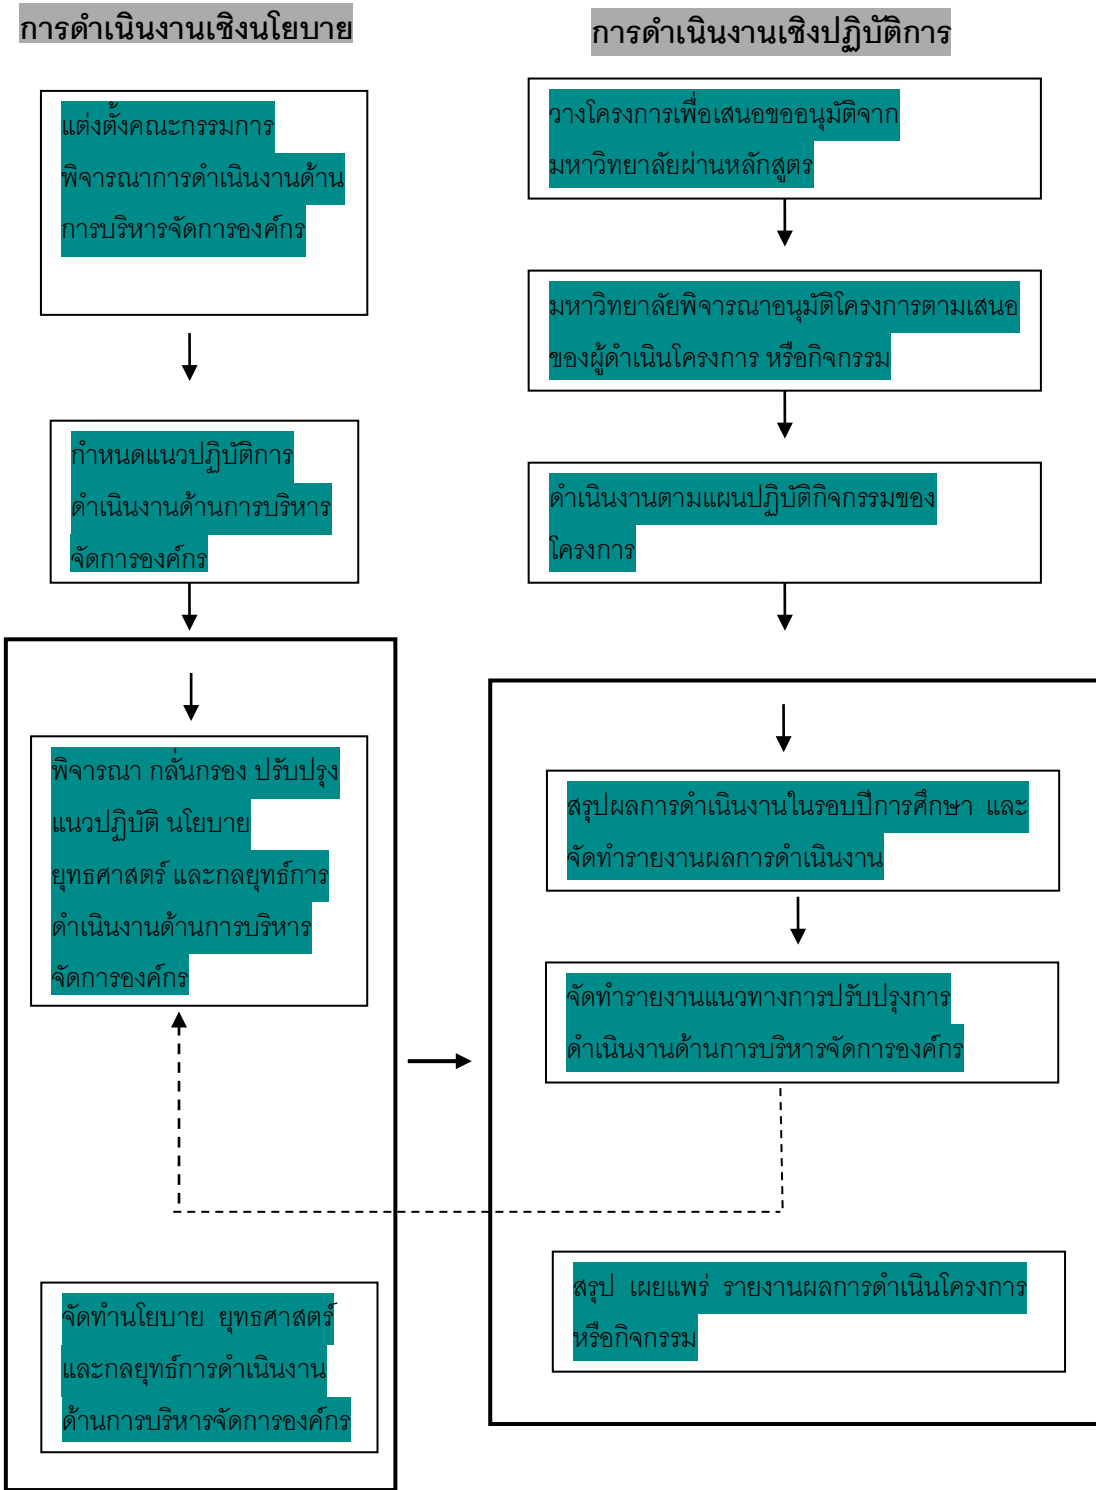 การดำเนินงานเชิงนโยบาย
แต่งตั้งคณะกรรมการ
พิจารณาการดำเนินงานด้าน
การบริหารจัดการองค์กร
กำหนดแนวปฏิบัติการ
ดำเนินงานด้านการบริหาร
จัดการองค์กร
พิจารณา กลั่นกรอง ปรับปรุง
แนวปฏิบัติ นโยบาย
ยุทธศาสตร์ และกลยุทธ์การ
ดำเนินงานด้านการบริหาร
จัดการองค์กร
จัดทำนโยบาย ยุทธศาสตร์
และกลยุทธ์การดำเนินงาน
ด้านการบริหารจัดการองค์กร
การดำเนินงานเชิงปฏิบัติการ
วางโครงการเพื่อเสนอขออนุมัติจาก
มหาวิทยาลัยผ่านหลักสูตร
มหาวิทยาลัยพิจารณาอนุมัติโครงการตามเสนอ
ของผู้ดำเนินโครงการ หรือกิจกรรม
ดำเนินงานตามแผนปฏิบัติกิจกรรมของ
โครงการ
สรุปผลการดำเนินงานในรอบปีการศึกษา และ
จัดทำรายงานผลการดำเนินงาน
จัดทำรายงานแนวทางการปรับปรุงการ
ดำเนินงานด้านการบริหารจัดการองค์กร
สรุป เผยแพร่ รายงานผลการดำเนินโครงการ
หรือกิจกรรม